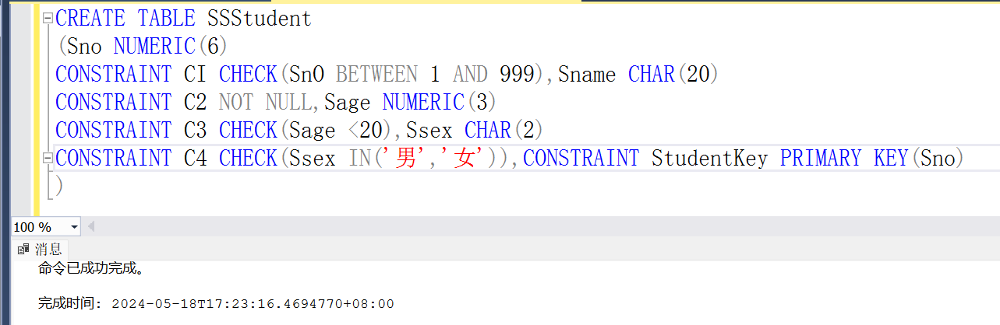 CREATE TABLE SSStudent
(Sno NUMERIC(6)
CONSTRAINT CI CHECK(SnO BETWEEN 1 AND 999),Sname CHAR(20)
CONSTRAINT C2 NOT NULL,Sage NUMERIC(3)
CONSTRAINT C3 CHECK(Sage <20),Ssex CHAR(2)
CONSTRAINT C4 CHECK(Ssex IN('男','女')),CONSTRAINT StudentKey PRIMARY KEY(Sno)
)
100 %
消息
命令已成功完成。
完成时间: 2024-05-18T17:23:16.4694770+08:00